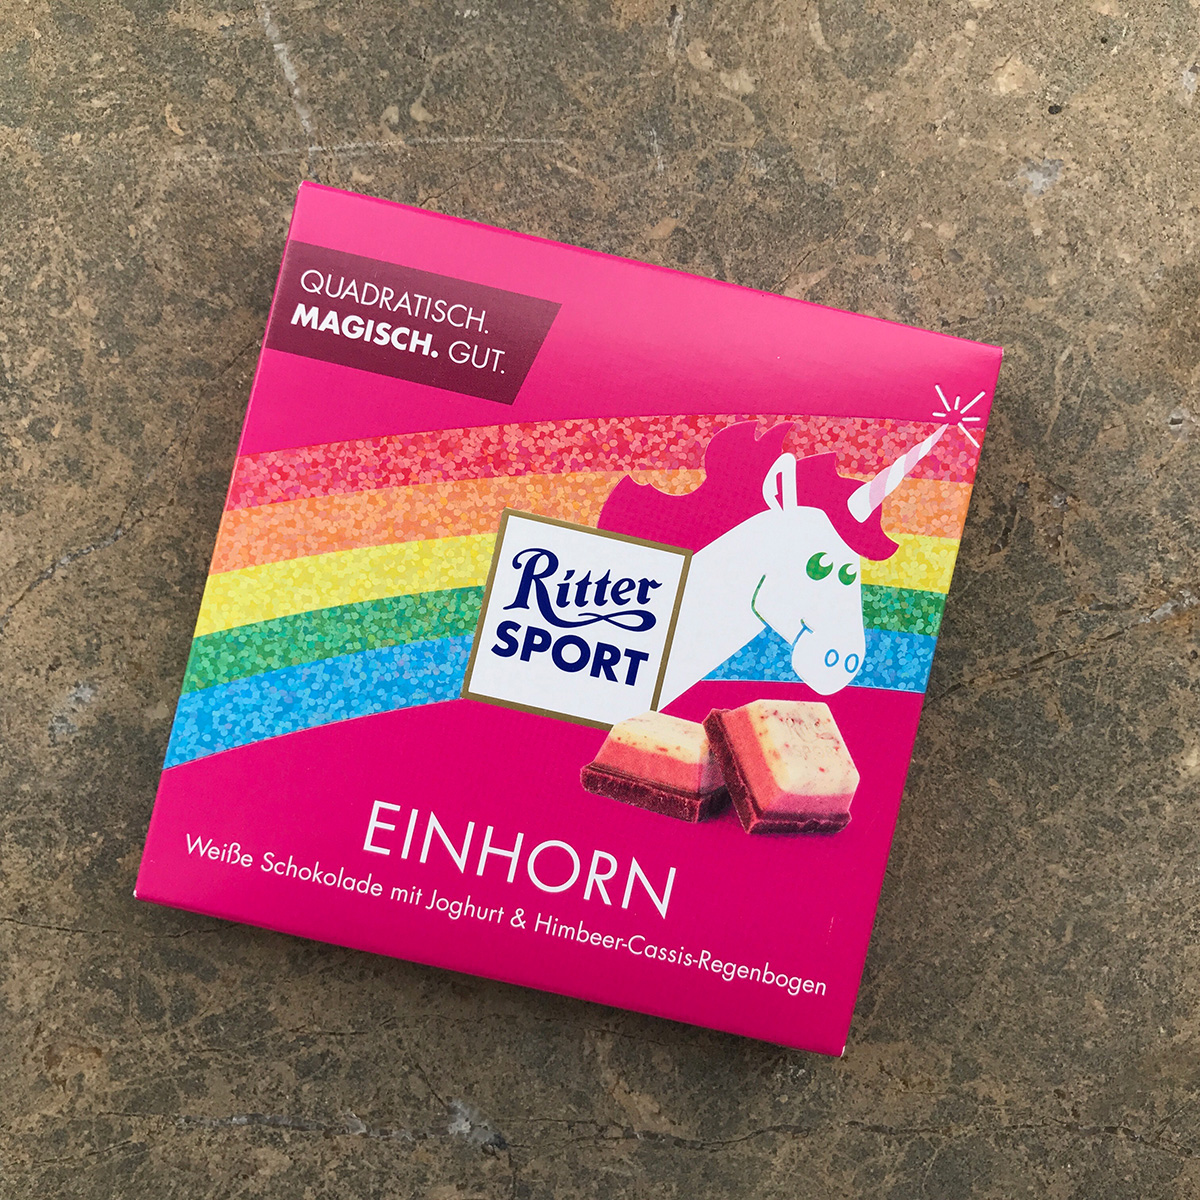 QUADRATISCH.
MAGISCH. GUT.
Ritter
SPORT
EINHORN
Weiße Schokolade mit Joghurt & Himbeer-Cassis-Regenbogen